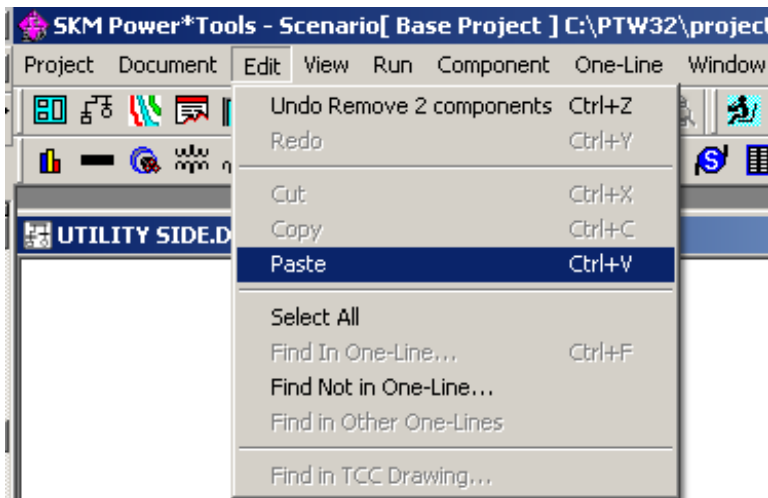 SKM Power*Tools - Scenario[ Base Project ] C:\PTW32\project
Project Document Edit View Run Component One-Line Window
UTILITY SIDE.D
Undo Remove 2 components Ctrl+Z
Redo Ctrl+Y
Cut Ctrl+X
Copy Ctrl+C
Paste Ctrl+V
Select All
Find In One-Line... Ctrl+F
Find Not in One-Line...
Find in Other One-Lines
Find in TCC Drawing...